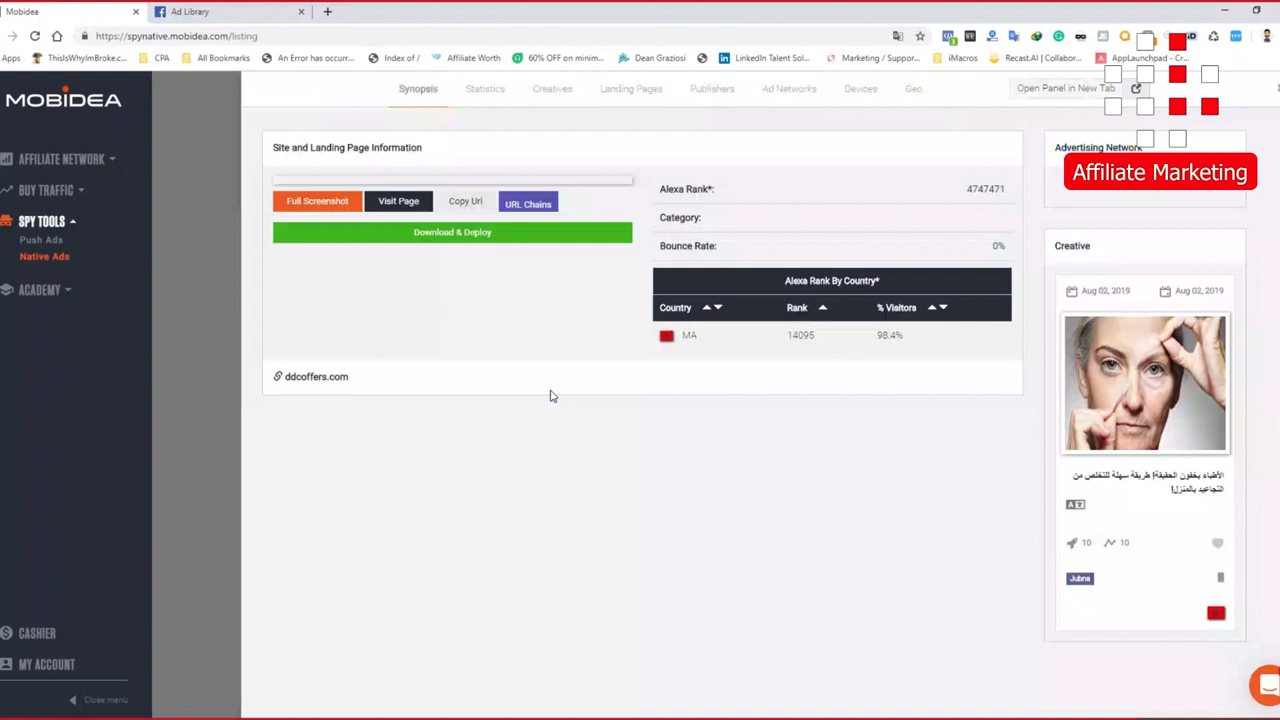 Mobidea
Ad Library
https://spynative.mobidea.com/listing
Apps
ThisIsWhyImBroke.c...
CPA
All Bookmarks
An Error has occurr...
Index of /
Affiliate Worth
60% OFF on minim...
Dean Graziosi
LinkedIn Talent Sol...
Marketing / Suppor...
iMacros
Recast.AI | Collabor...
AppLaunchpad - Cr...
MOBIDEA
Synopsis
Statistics
Creatives
Landing Pages
Publishers
Ad Networks
Devices
Geo
Open Panel in New Tab
Affiliate Marketing
AFFILIATE NETWORK
BUY TRAFFIC
SPY TOOLS
Push Ads
Native Ads
ACADEMY
CASHIER
MY ACCOUNT
Close menu
Site and Landing Page Information
Full Screenshot
Visit Page
Copy Url
URL Chains
Download & Deploy
ddcoffers.com
Alexa Rank*: 4747471
Category:
Bounce Rate: 0%
Alexa Rank By Country*
Country Rank % Visitors
MA 14095 98.4%
Advertising Network
Creative
Aug 02, 2019 Aug 02, 2019
الأطباء يخفون الحقيقة! طريقة سهلة للتخلص من
التجاعيد بالمنزل!
10 10
Jubna